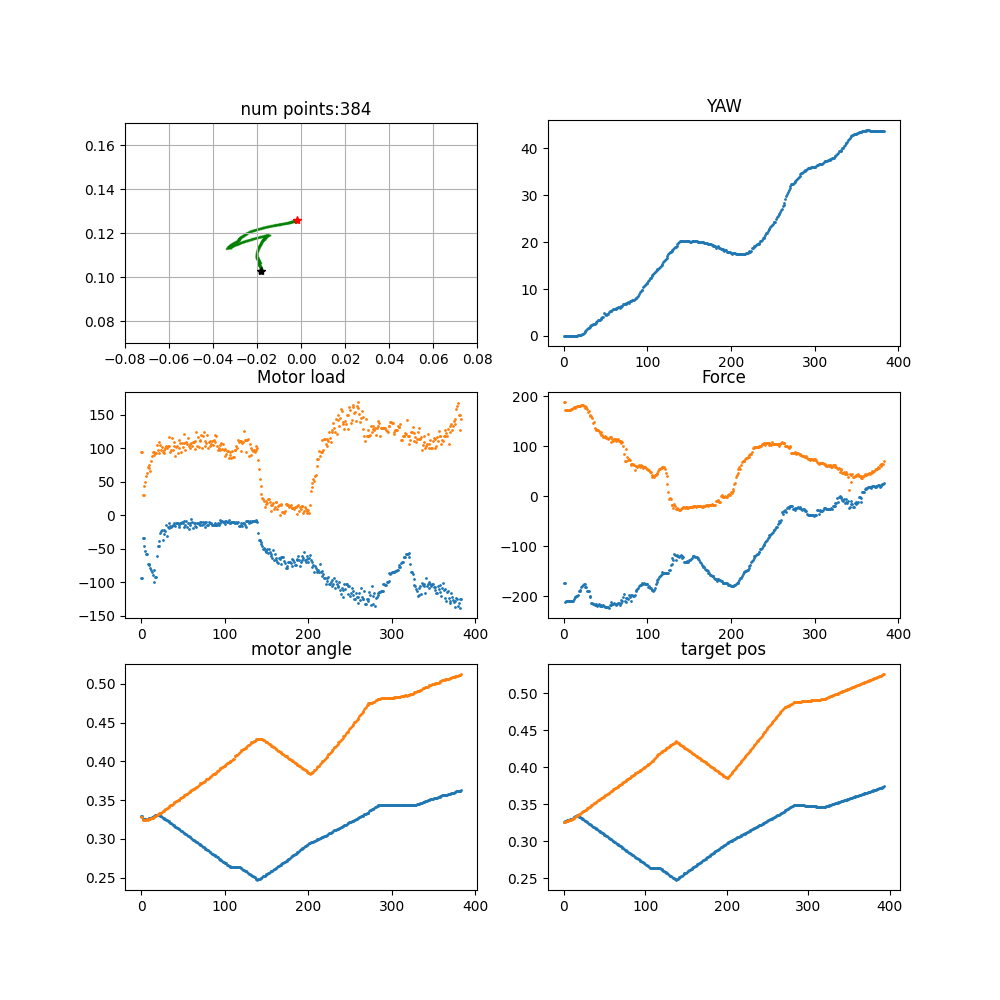 num points:384
YAW
0.16
0.14
0.12
0.10
0.08
−0.08 −0.06 −0.04 −0.02 0.00 0.02 0.04 0.06 0.08
40
30
20
10
0
0 100 200 300 400
Motor load
Force
150
100
50
0
−50
−100
−150
0 100 200 300 400
200
100
0
−100
−200
0 100 200 300 400
motor angle
target pos
0.50
0.45
0.40
0.35
0.30
0.25
0 100 200 300 400
0.50
0.45
0.40
0.35
0.30
0.25
0 100 200 300 400